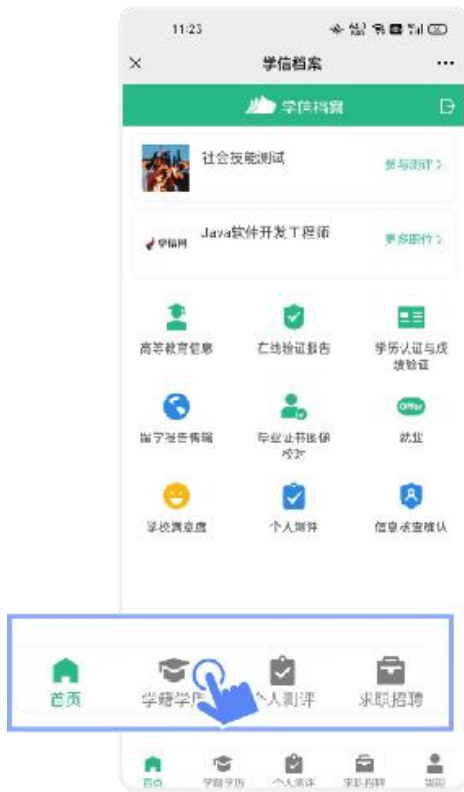 11:23
学信档案
学信档案
社会技能测试
参与测评 >
Java软件开发工程师
学信网
更多职位 >
高等教育信息
在线验证报告
学历认证与成
绩验证
留学报告传输
毕业证书图像
校对
Offer
就业
学校满意度
个人测评
信息核查确认
首页
学籍学历
个人测评
求职招聘
首页
学籍学历
个人测评
求职招聘